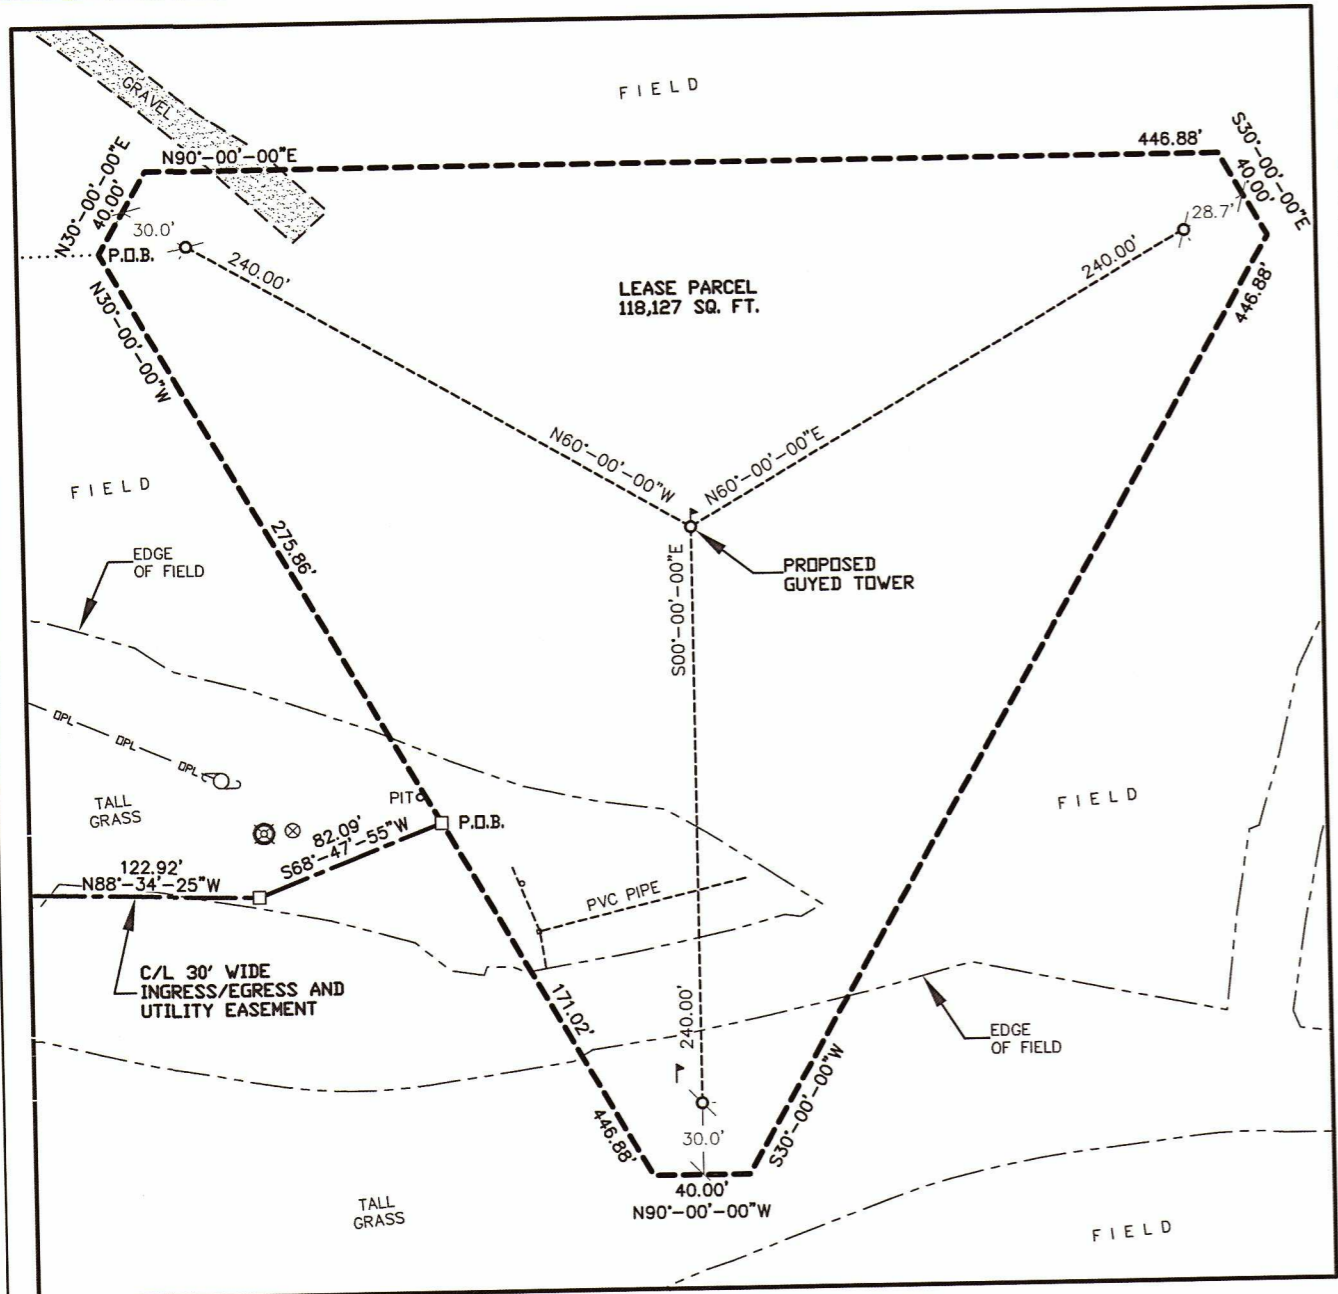 FIELD
GRAVEL
N90°-00'-00"E
446.88'
S30°-00'-00"E
40.00'
N30°-00'-00"E
40.00'
30.0'
28.7'
P.O.B.
240.00'
240.00'
LEASE PARCEL
118,127 SQ. FT.
N30°-00'-00"W
446.88'
N60°-00'-00"W
N60°-00'-00"E
FIELD
275.86'
EDGE
OF FIELD
S00°-00'-00"E
PROPOSED
GUYED TOWER
OPL
OPL
OPL
TALL
GRASS
PIT
P.O.B.
FIELD
82.09'
S68°-47'-55"W
122.92'
N88°-34'-25"W
PVC PIPE
C/L 30' WIDE
INGRESS/EGRESS AND
UTILITY EASEMENT
171.02'
240.00'
EDGE
OF FIELD
446.88'
30.0'
S30°-00'-00"W
40.00'
N90°-00'-00"W
TALL
GRASS
FIELD